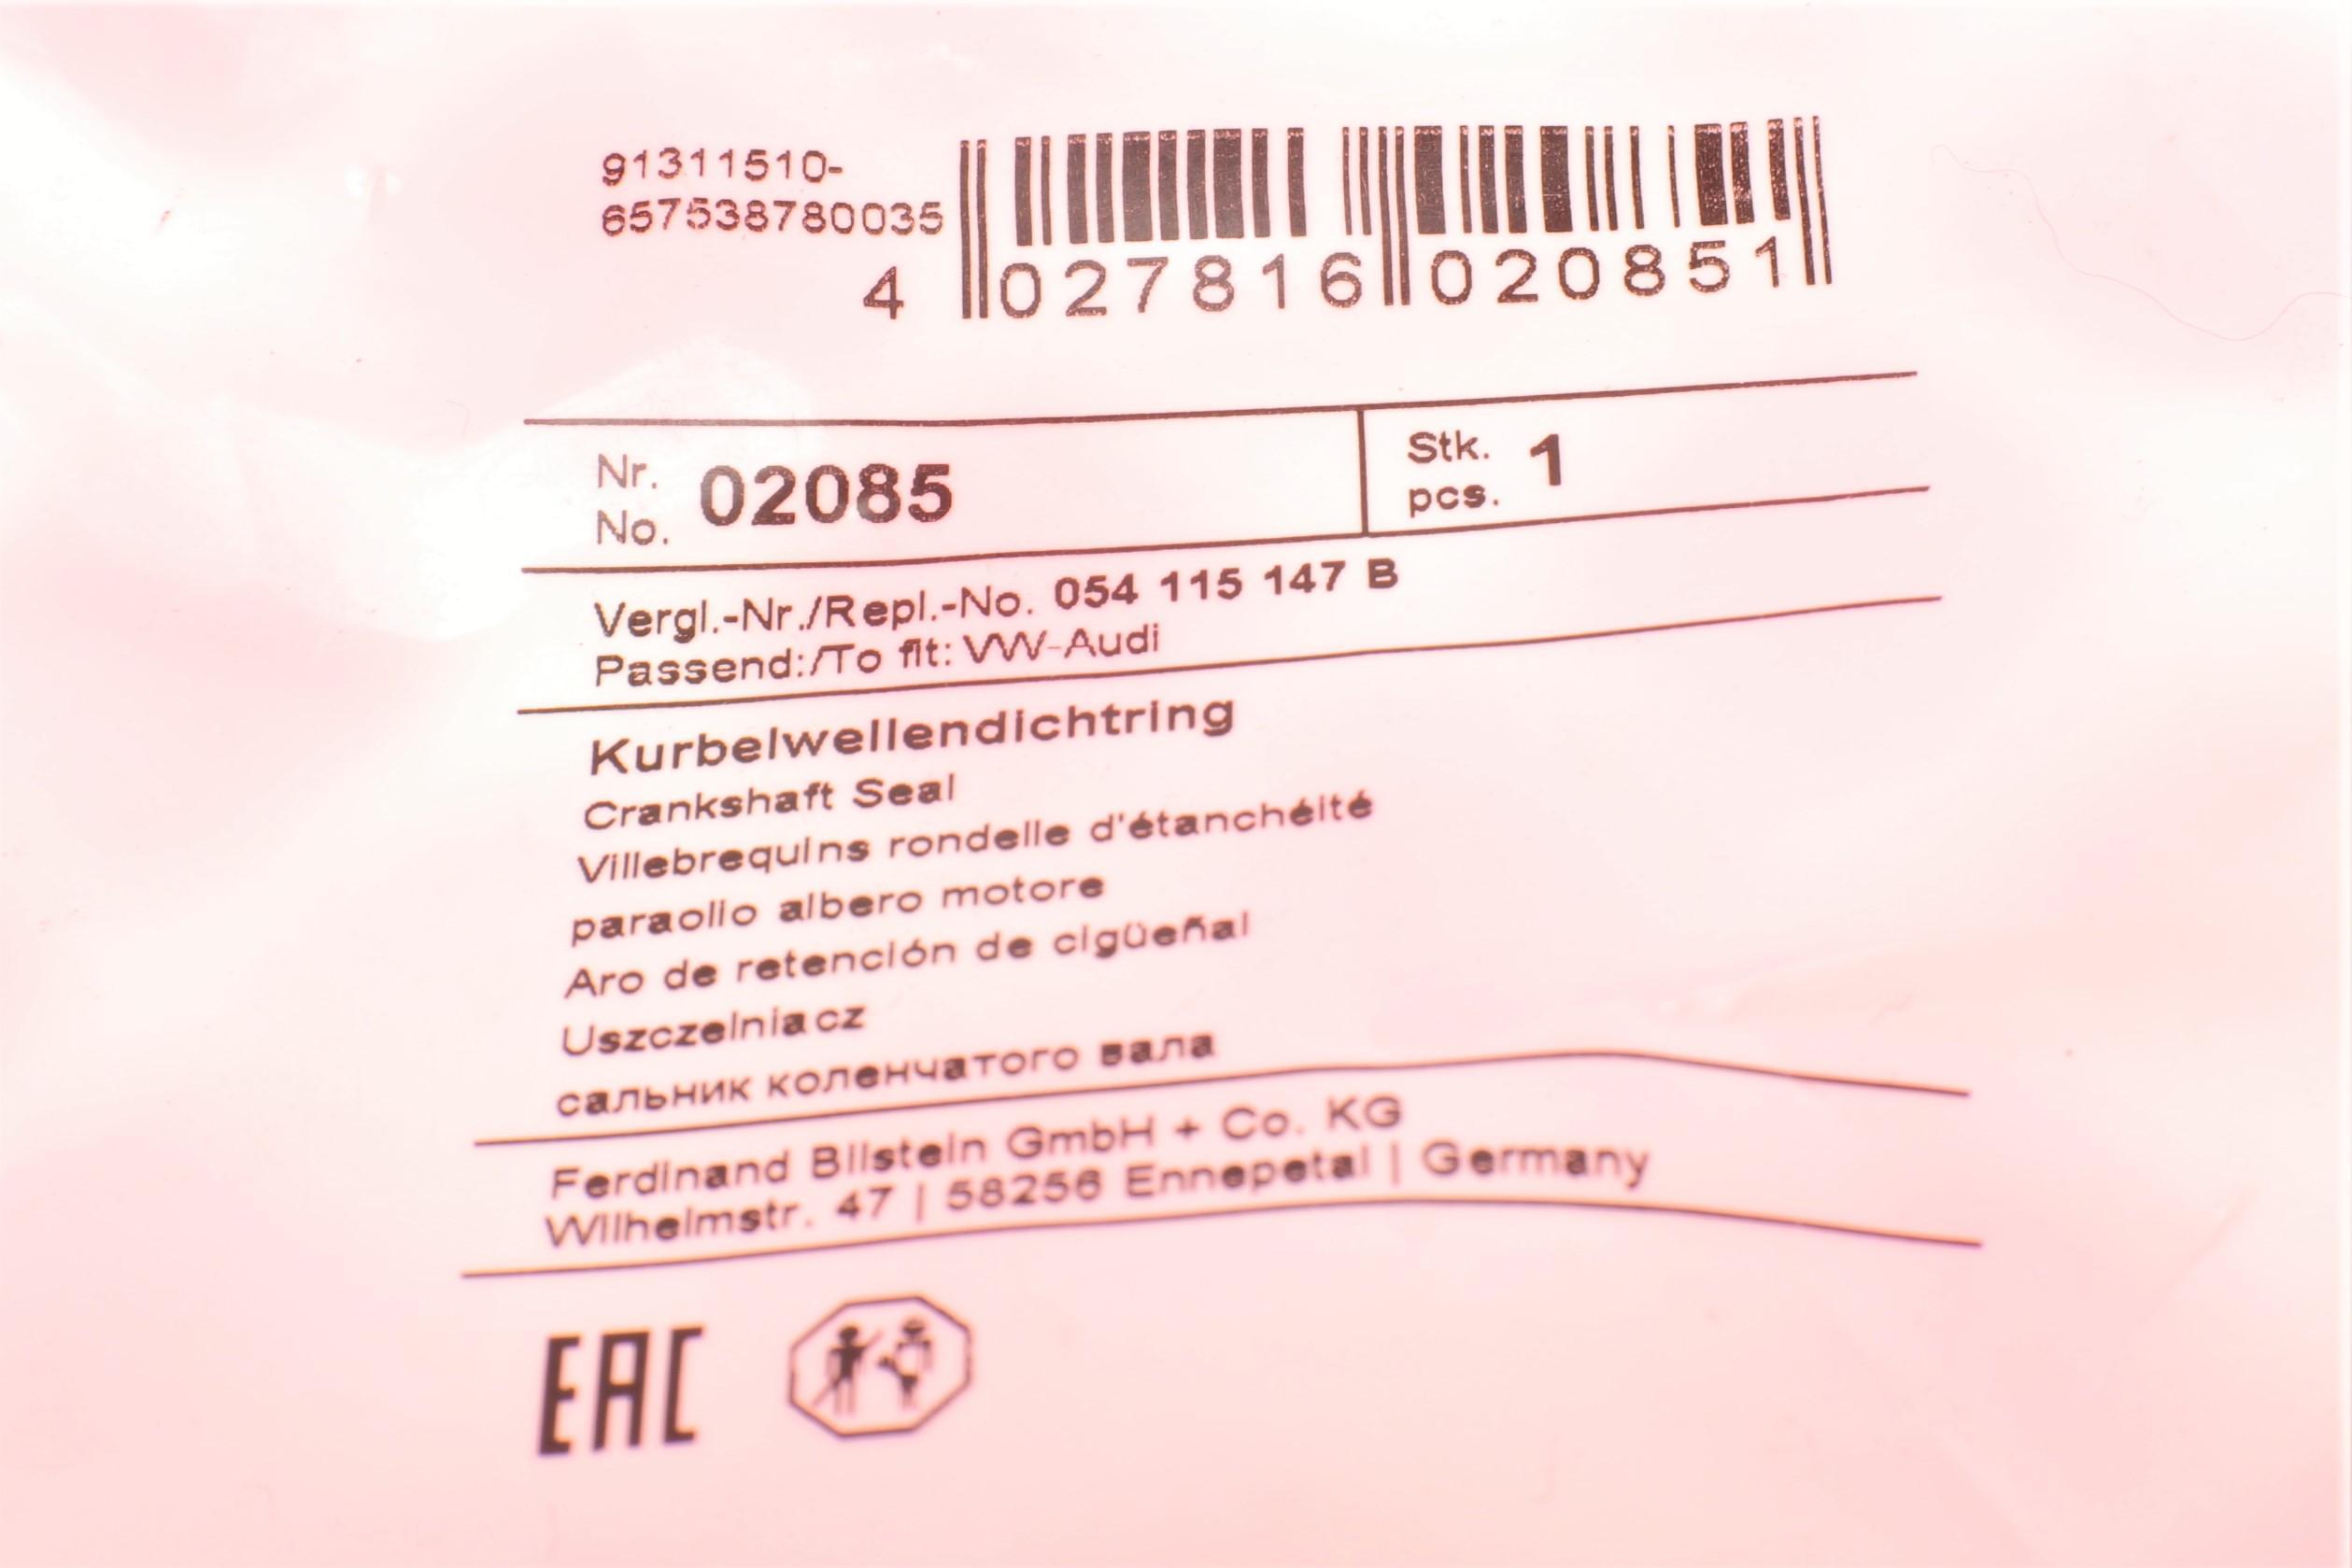 91311510-
657538780035
4 027816 020851
Nr.
No. 02085
Stk.
pcs. 1
Vergl.-Nr./Repl.-No. 054 115 147 B
Passend:/To fit: VW-Audi
Kurbelwellendichtring
Crankshaft Seal
Villebrequins rondelle d'étanchéité
paraolio albero motore
Aro de retención de cigüeñal
Uszczelniacz
сальник коленчатого вала
Ferdinand Bilstein GmbH + Co. KG
Wilhelmstr. 47 | 58256 Ennepetal | Germany
EAC